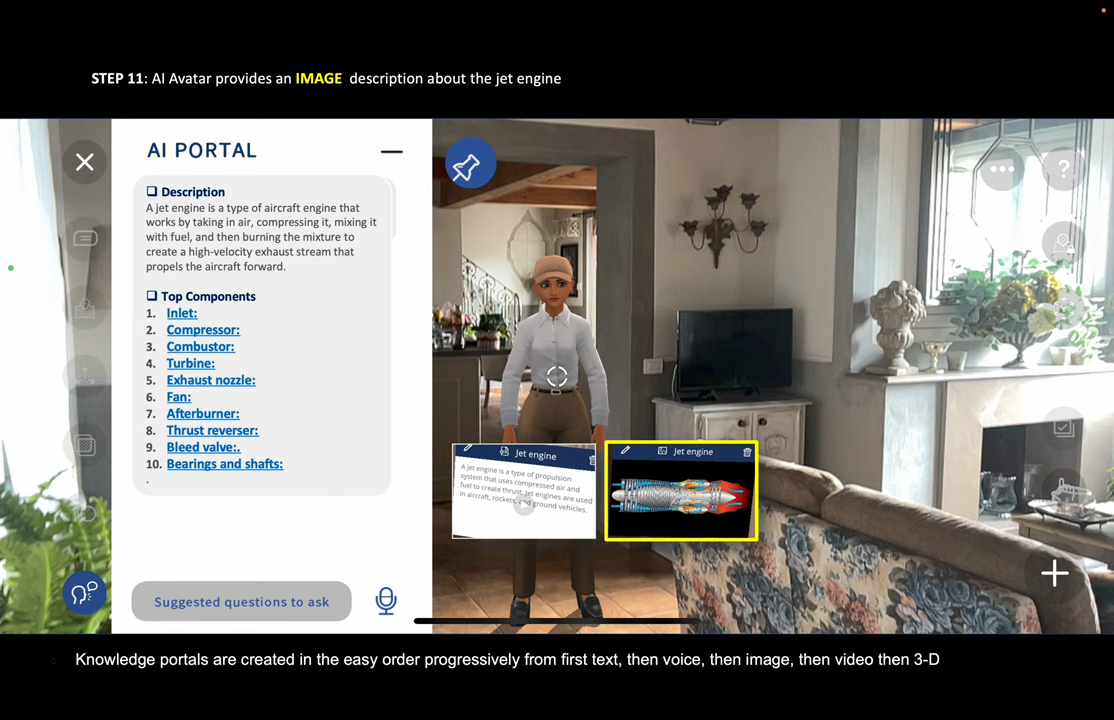 STEP 11: AI Avatar provides an IMAGE description about the jet engine
AI PORTAL
Description
A jet engine is a type of aircraft engine that
works by taking in air, compressing it, mixing it
with fuel, and then burning the mixture to
create a high-velocity exhaust stream that
propels the aircraft forward.
Top Components
1. Inlet:
2. Compressor:
3. Combustor:
4. Turbine:
5. Exhaust nozzle:
6. Fan:
7. Afterburner:
8. Thrust reverser:
9. Bleed valve:.
10. Bearings and shafts:
.
Suggested questions to ask
Jet engine
A jet engine is a type of propulsion
system that uses compressed air and
fuel to create thrust. Jet engines are used
in aircraft, rockets, and ground vehicles.
Jet engine
?
Knowledge portals are created in the easy order progressively from first text, then voice, then image, then video then 3-D